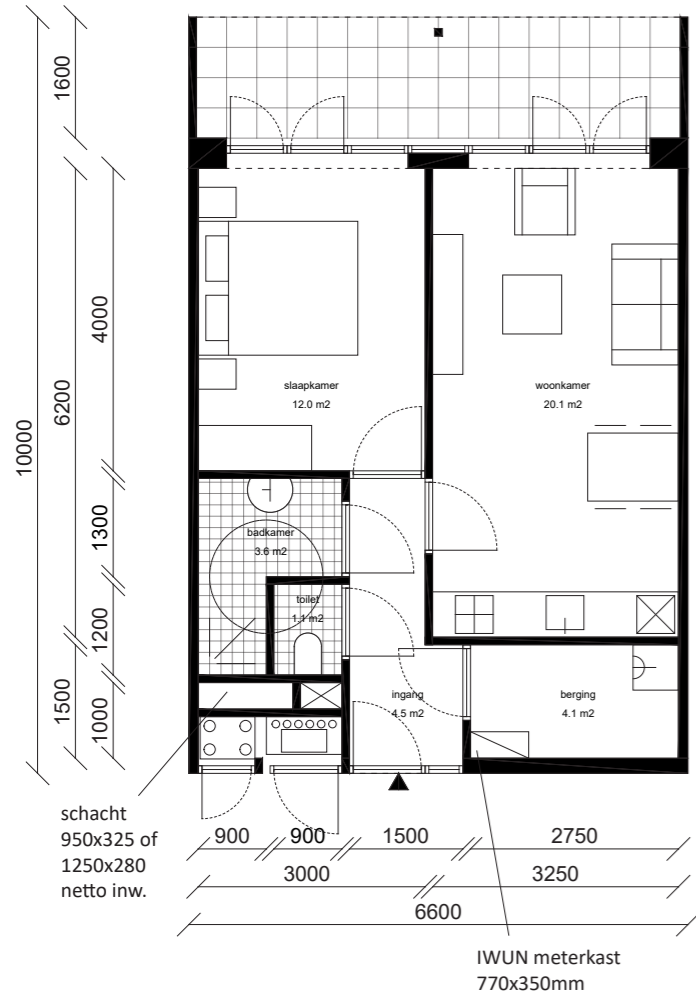 1600
10000
6200
4000
1300
1200
1500
1000
slaapkamer
12.0 m2
woonkamer
20.1 m2
badkamer
3.6 m2
toilet
1.1 m2
ingang
4.5 m2
berging
4.1 m2
schacht
950x325 of
1250x280
netto inw.
900
900
1500
2750
3000
3250
6600
IWUN meterkast
770x350mm